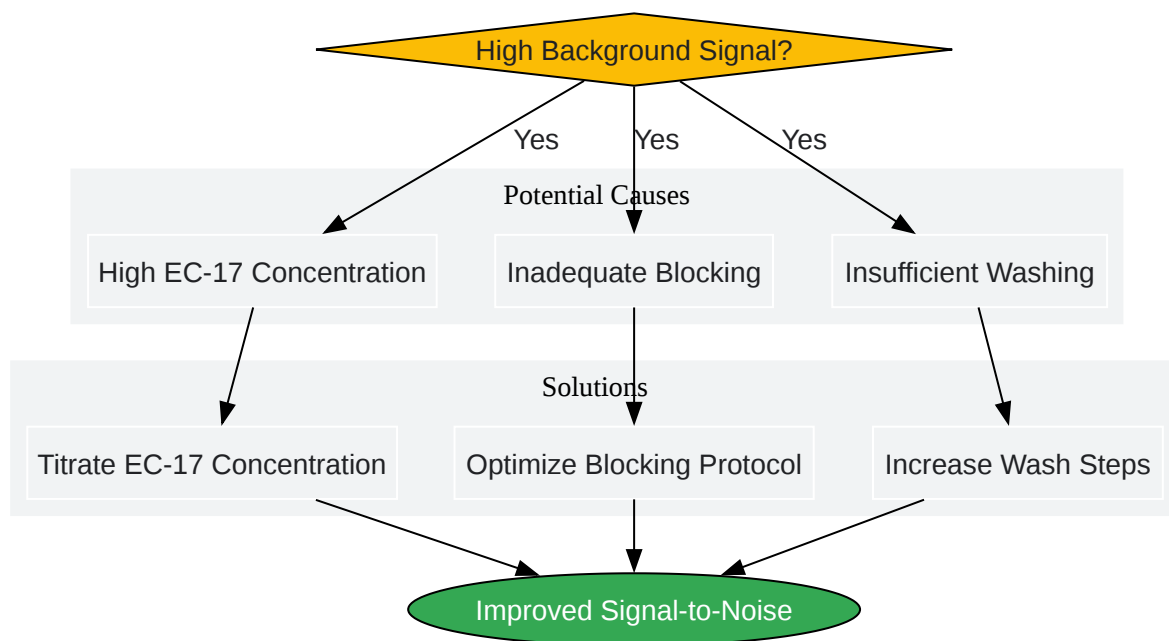 High Background Signal?
Yes
Yes
Yes
Potential Causes
High EC-17 Concentration
Inadequate Blocking
Insufficient Washing
Solutions
Titrate EC-17 Concentration
Optimize Blocking Protocol
Increase Wash Steps
Improved Signal-to-Noise